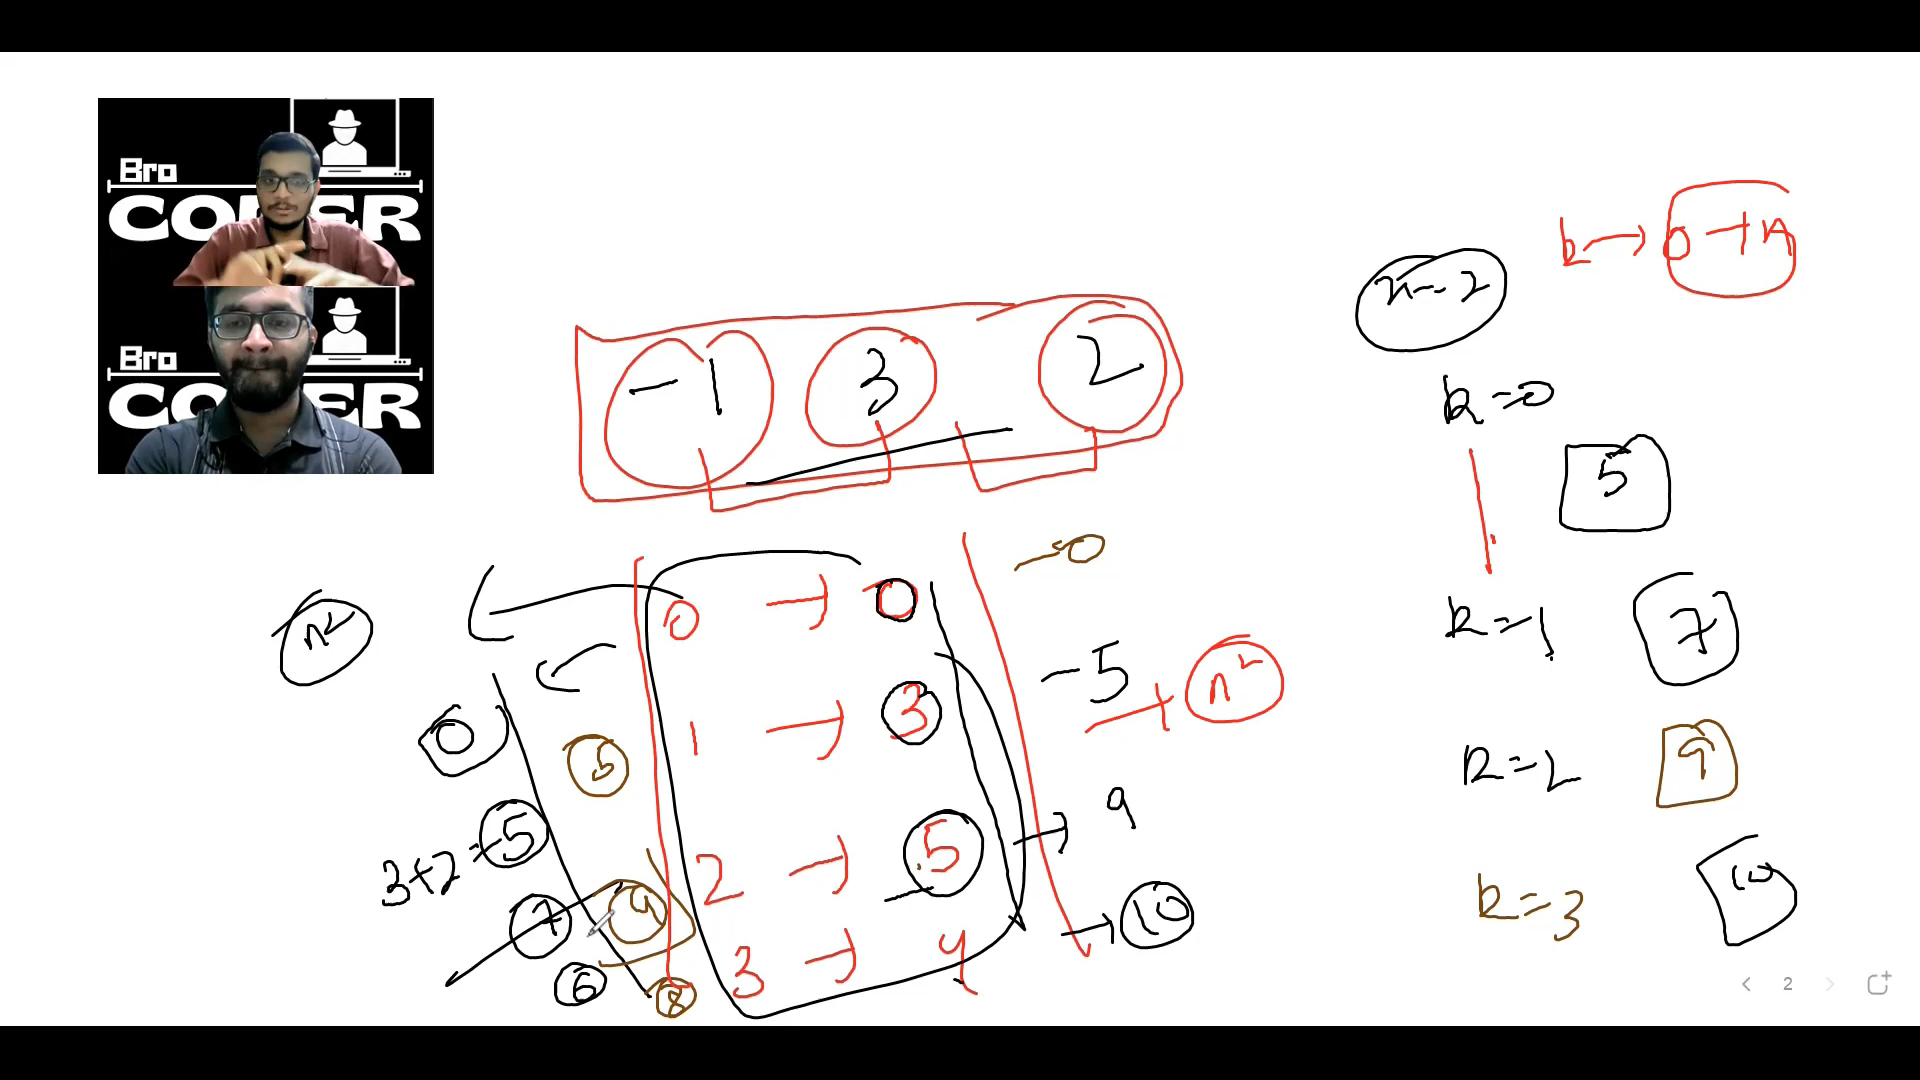 Bro
CODER
Bro
CODER
k → 0 → n
x = 2
-1 3 2
k = 0
5
0 → 0
→ 0
n²
k = 1
7
0
5
1 → 3
- 5
+ n²
3+2 = 5
k = 2
9
2 → 5
→ 9
7
9
k = 3
10
3 → 4
→ 10
6
8
2